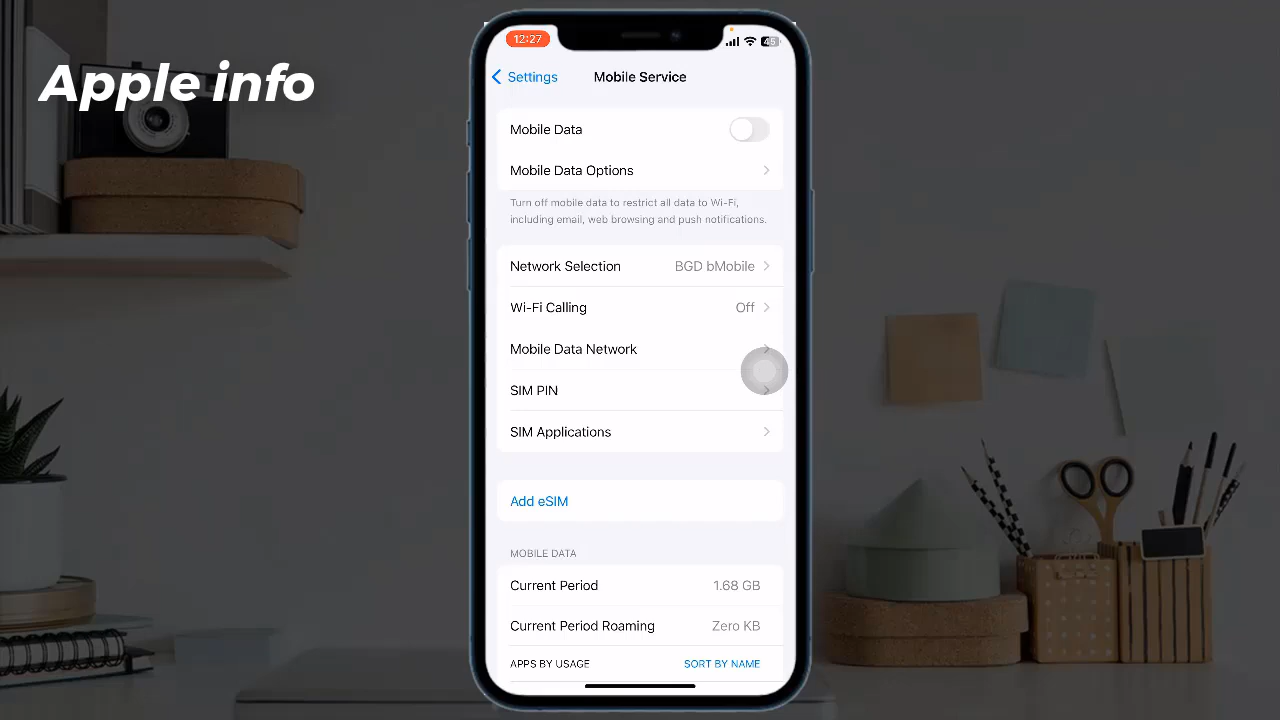 Apple info
12:27
45
Settings
Mobile Service
Mobile Data
Mobile Data Options
Turn off mobile data to restrict all data to Wi-Fi,
including email, web browsing and push notifications.
Network Selection BGD bMobile
Wi-Fi Calling Off
Mobile Data Network
SIM PIN
SIM Applications
Add eSIM
MOBILE DATA
Current Period 1.68 GB
Current Period Roaming Zero KB
APPS BY USAGE SORT BY NAME